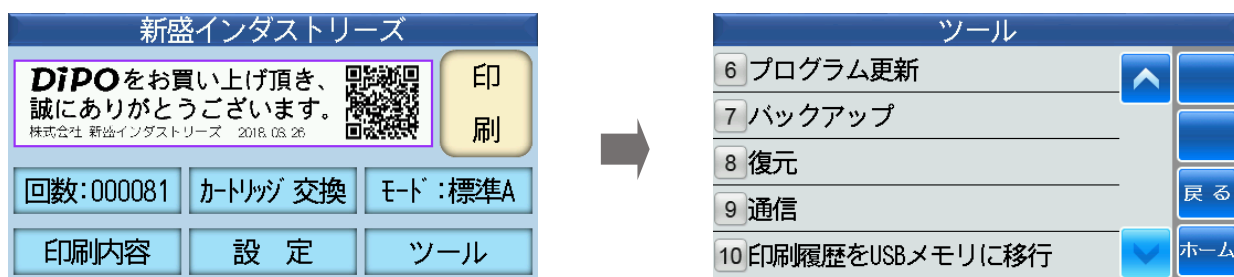 新盛インダストリーズ
DiPOをお買い上げ頂き、
誠にありがとうございます。
株式会社 新盛インダストリーズ 2018.03.26
印刷
回数:000081
カートリッジ 交換
モード:標準A
印刷内容
設 定
ツール
ツール
6 プログラム更新
7 バックアップ
8 復元
9 通信
10 印刷履歴をUSBメモリに移行
戻る
ホーム